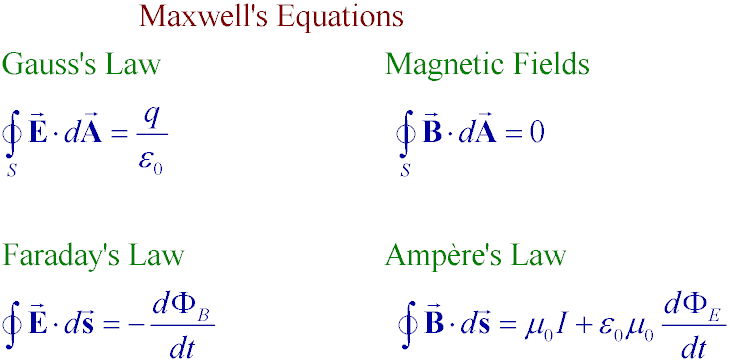 Maxwell's Equations
Gauss's Law
∮_S E⃗ · dA⃗ = q/ε₀
Magnetic Fields
∮_S B⃗ · dA⃗ = 0
Faraday's Law
∮ E⃗ · ds⃗ = − dΦ_B/dt
Ampère's Law
∮ B⃗ · ds⃗ = μ₀I + ε₀μ₀ dΦ_E/dt